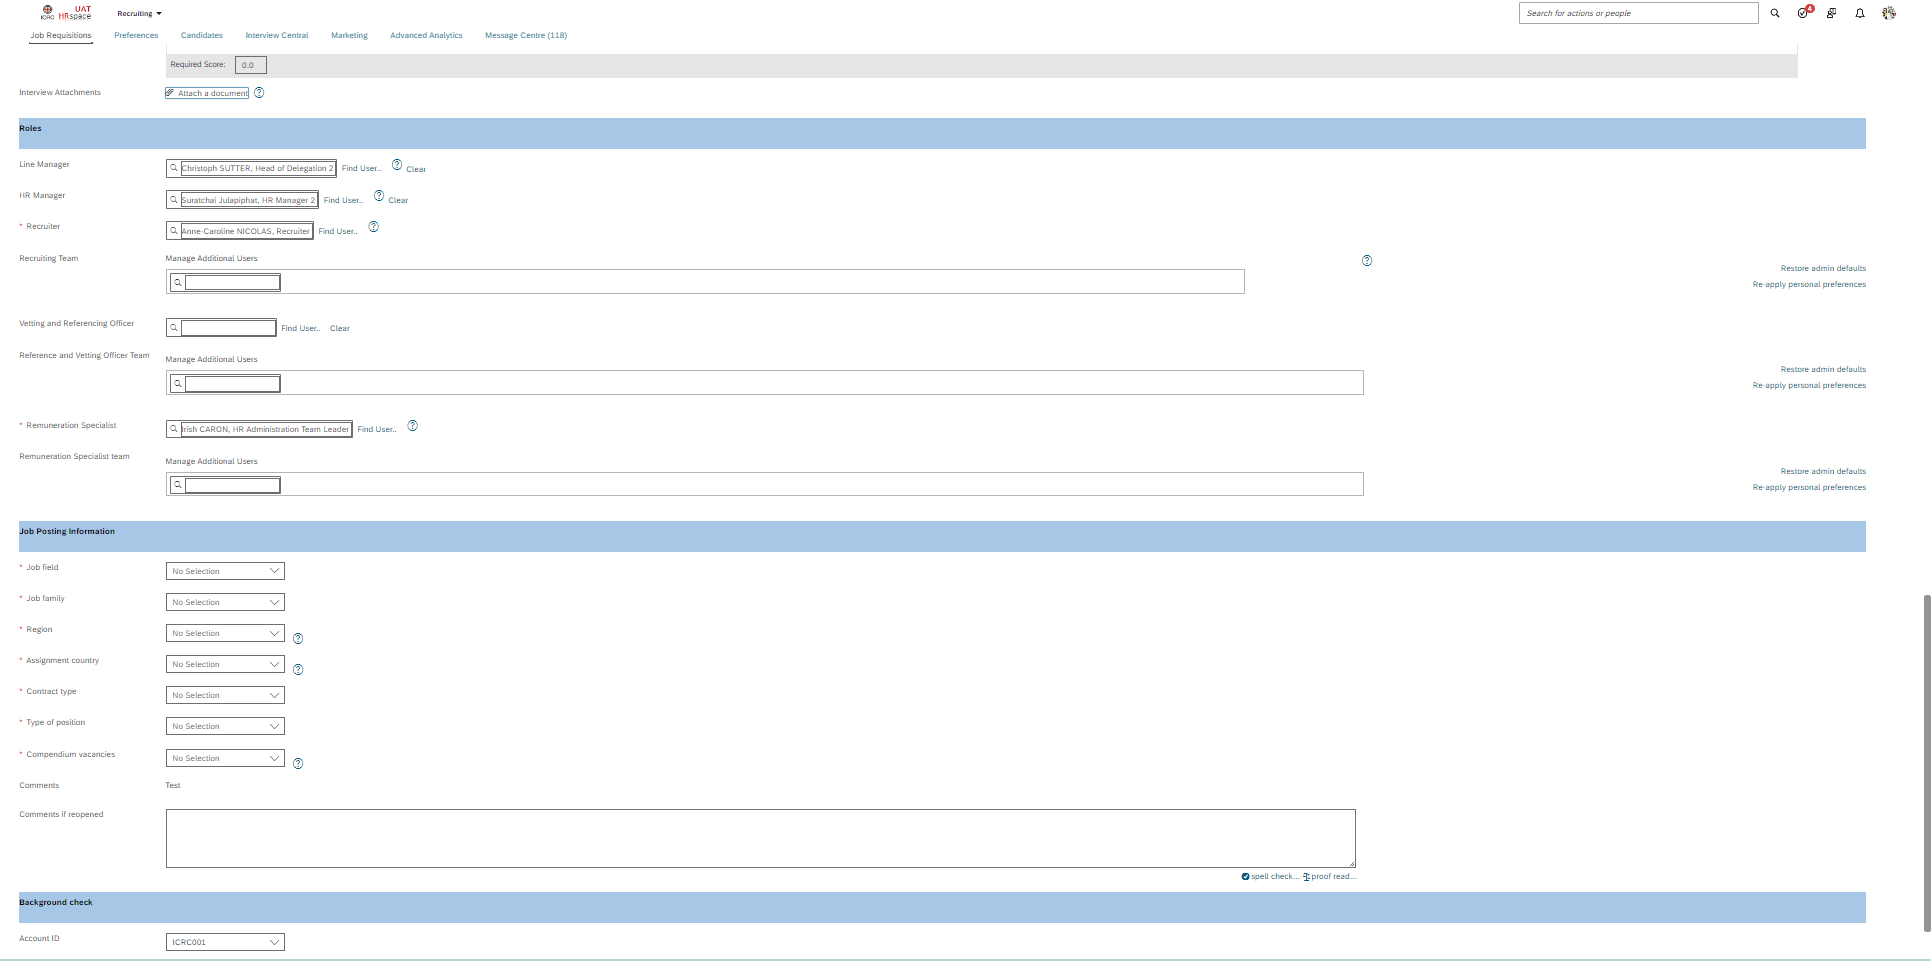 UAT
ICRC HRspace
Recruiting
Search for actions or people
4
Job Requisitions Preferences Candidates Interview Central Marketing Advanced Analytics Message Centre (118)
Required Score: 0.0
Interview Attachments Attach a document ?
Roles
Line Manager Christoph SUTTER, Head of Delegation 2 Find User.. ? Clear
HR Manager Suratchai Julapiphat, HR Manager 2 Find User.. ? Clear
* Recruiter Anne-Caroline NICOLAS, Recruiter Find User.. ?
Recruiting Team Manage Additional Users ?
Restore admin defaults
Re-apply personal preferences
Vetting and Referencing Officer Find User.. Clear
Reference and Vetting Officer Team Manage Additional Users
Restore admin defaults
Re-apply personal preferences
* Remuneration Specialist Irish CARON, HR Administration Team Leader Find User.. ?
Remuneration Specialist team Manage Additional Users
Restore admin defaults
Re-apply personal preferences
Job Posting Information
* Job field No Selection
* Job family No Selection
* Region No Selection ?
* Assignment country No Selection ?
* Contract type No Selection
* Type of position No Selection
* Compendium vacancies No Selection ?
Comments Test
Comments if reopened
spell check... proof read...
Background check
Account ID ICRC001